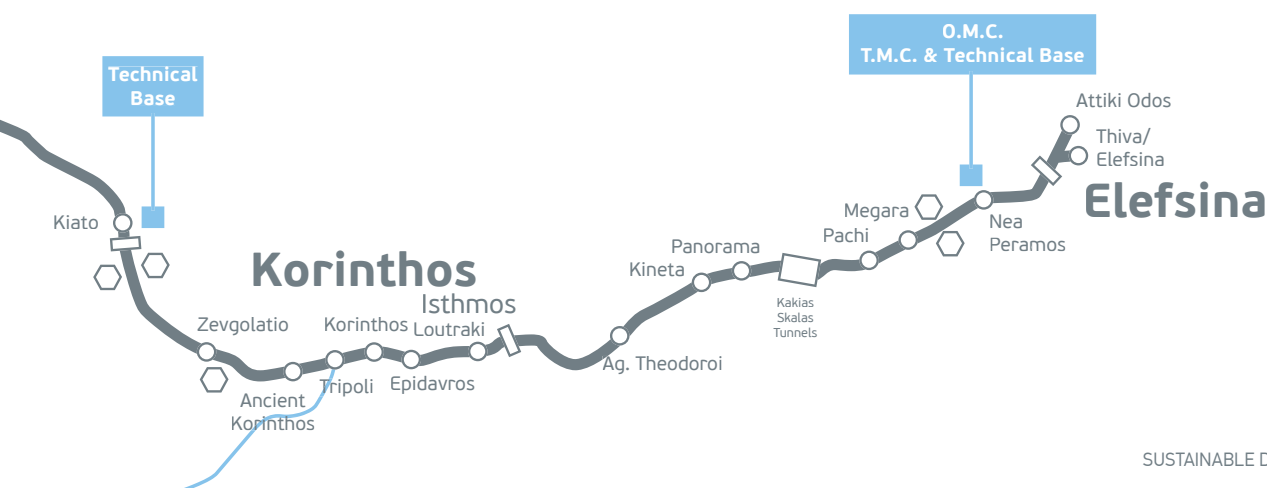 O.M.C.
T.M.C. & Technical Base
Technical
Base
Attiki Odos
Thiva/
Elefsina
Elefsina
Megara
Nea
Peramos
Pachi
Kiato
Panorama
Kineta
Korinthos
Isthmos
Kakias
Skalas
Tunnels
Zevgolatio
Korinthos
Loutraki
Ag. Theodoroi
Tripoli
Epidavros
Ancient
Korinthos
SUSTAINABLE D